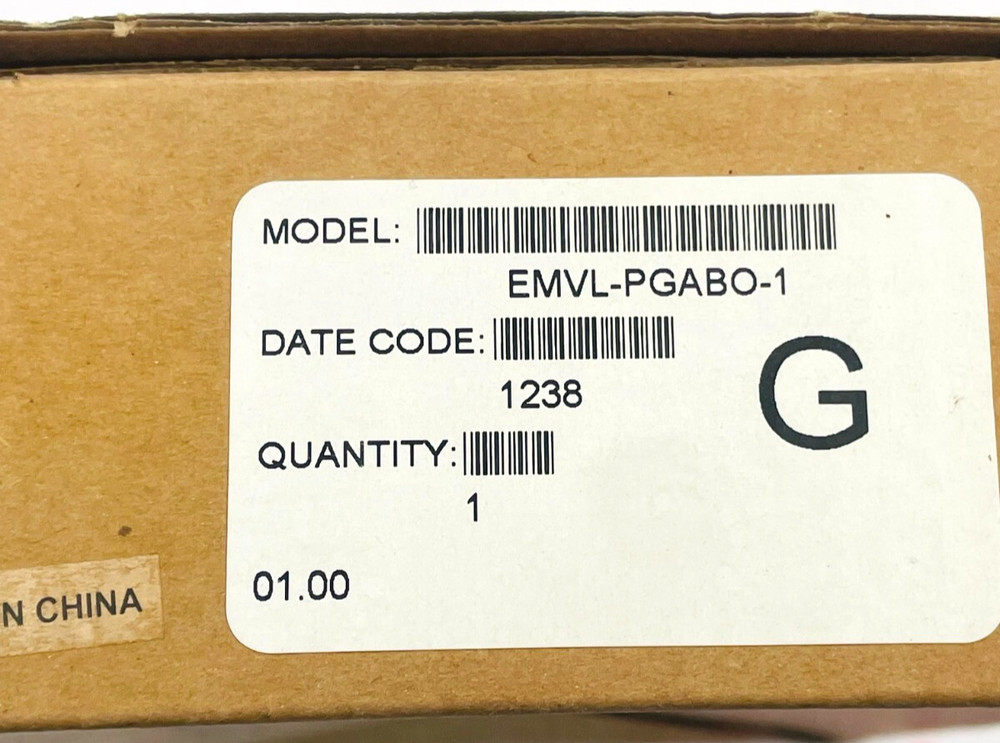 MODEL:
EMVL-PGABO-1
DATE CODE:
1238
G
QUANTITY:
1
01.00
N CHINA